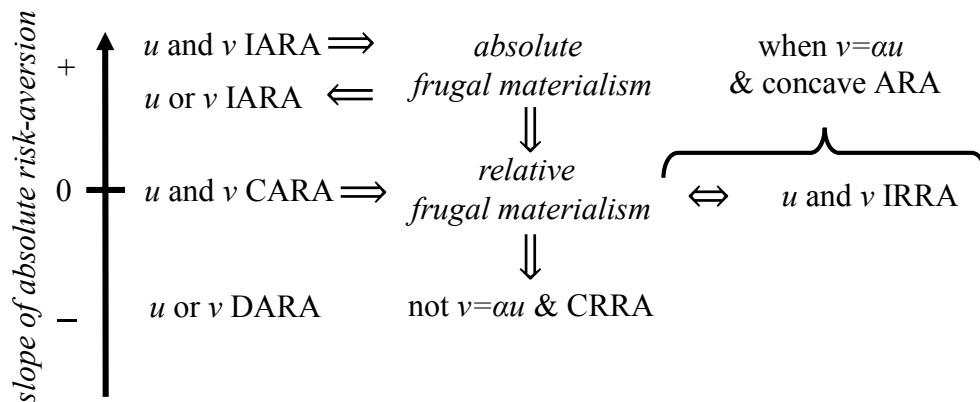 slope of absolute risk-aversion
+
0
−
u and v IARA ⇒
u or v IARA ⇐
absolute
frugal materialism
⇓
when v=αu
& concave ARA
u and v CARA ⇒
relative
frugal materialism
⇔ u and v IRRA
⇓
u or v DARA
not v=αu & CRRA